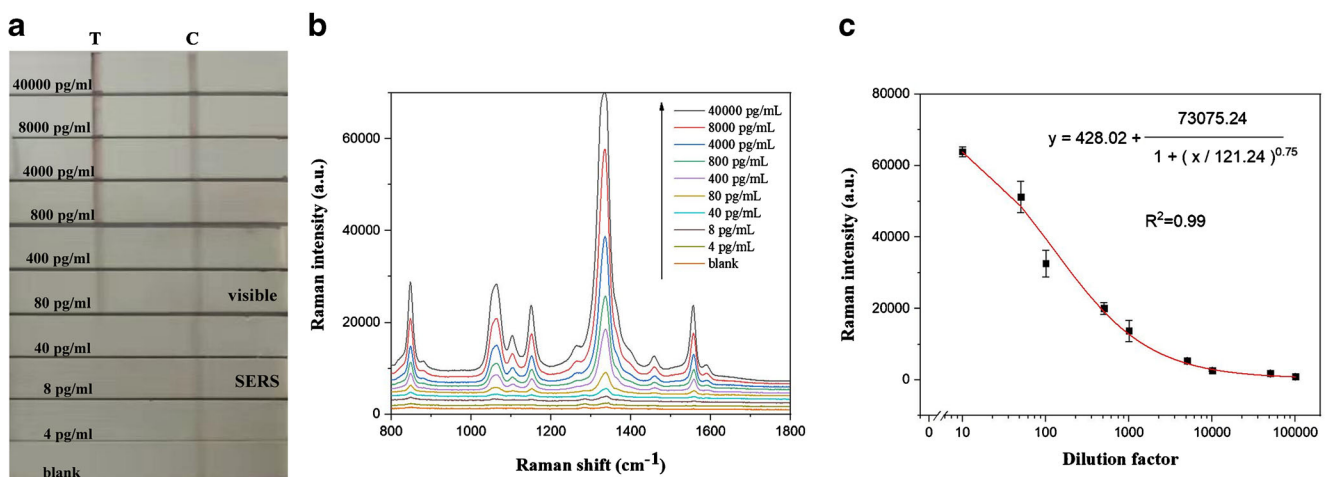 a
T C
40000 pg/ml
8000 pg/ml
4000 pg/ml
800 pg/ml
400 pg/ml
visible
80 pg/ml
40 pg/ml
SERS
8 pg/ml
4 pg/ml
blank
b
Raman intensity (a.u.)
60000
40000
20000
0
800 1000 1200 1400 1600 1800
Raman shift (cm⁻¹)
40000 pg/mL
8000 pg/mL
4000 pg/mL
800 pg/mL
400 pg/mL
80 pg/mL
40 pg/mL
8 pg/mL
4 pg/mL
blank
c
Raman intensity (a.u.)
80000
60000
40000
20000
0
0 10 100 1000 10000 100000
Dilution factor
73075.24
y = 428.02 +
1 + ( x / 121.24 )^0.75
R²=0.99